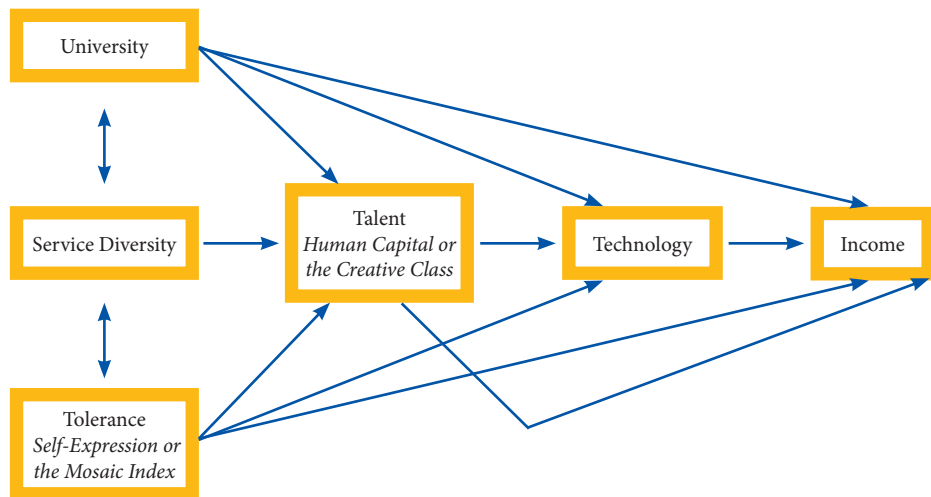 University
Service Diversity
Talent
Human Capital or
the Creative Class
Technology
Income
Tolerance
Self-Expression or
the Mosaic Index